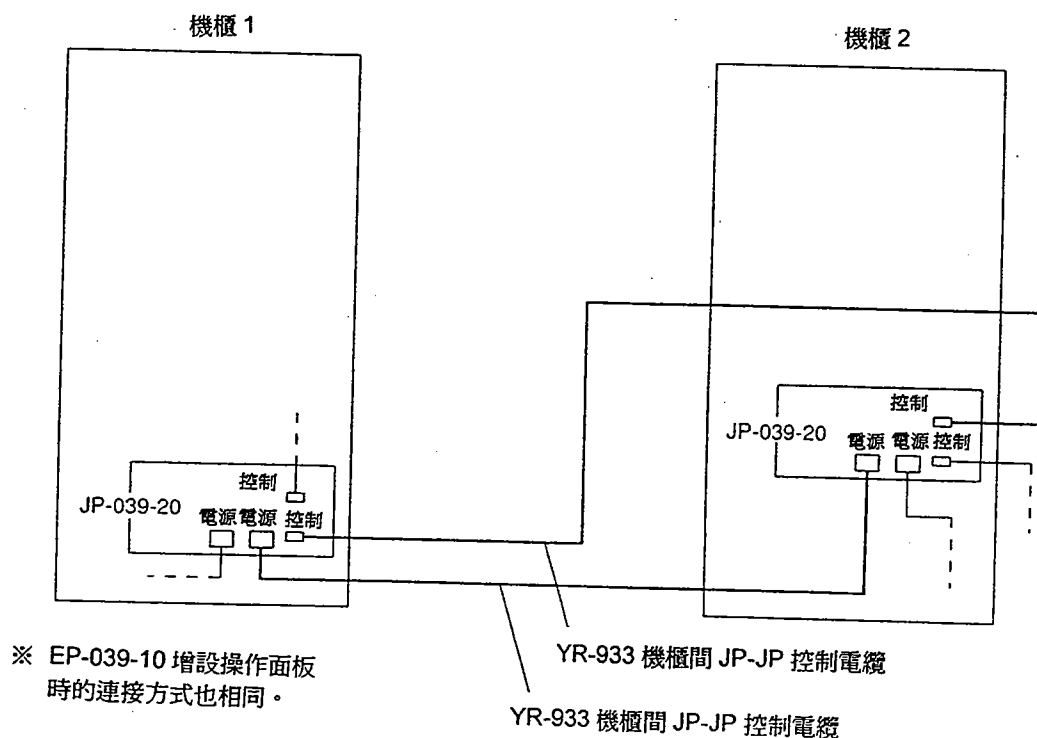 機櫃 1
機櫃 2
控制
JP-039-20
電源 電源 控制
控制
JP-039-20
電源 電源 控制
※ EP-039-10 增設操作面板
時的連接方式也相同。
YR-933 機櫃間 JP-JP 控制電纜
YR-933 機櫃間 JP-JP 控制電纜